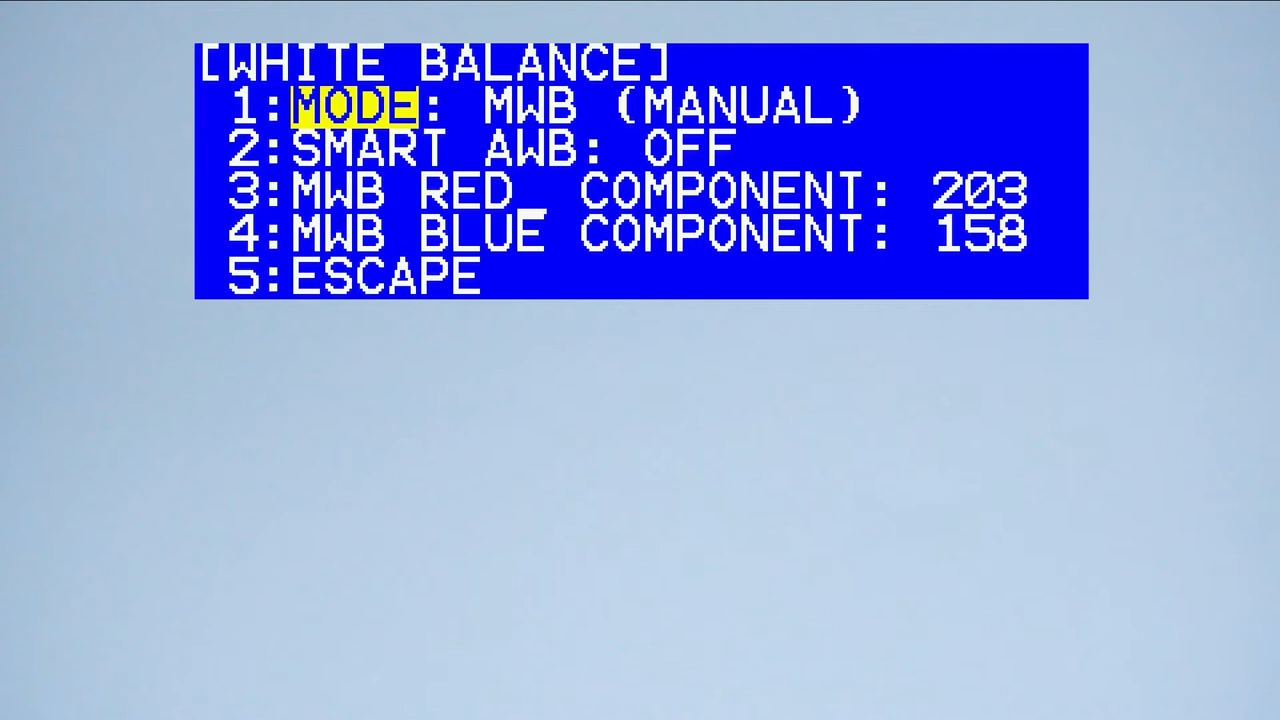 [WHITE BALANCE]
1:MODE: MWB (MANUAL)
2:SMART AWB: OFF
3:MWB RED_ COMPONENT: 203
4:MWB BLUE COMPONENT: 158
5:ESCAPE